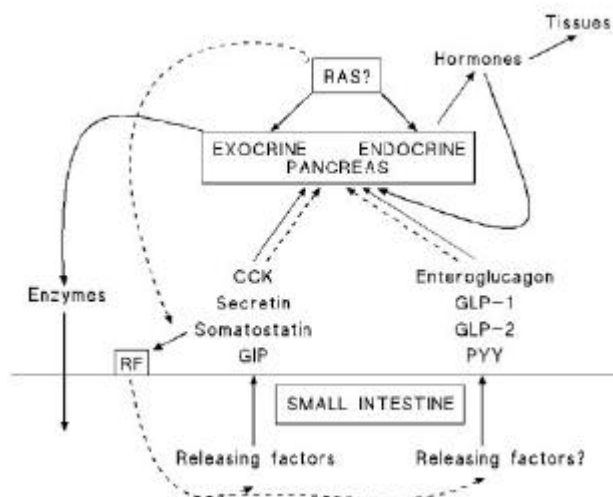 Tissues
Hormones
RAS?
EXOCRINE ENDOCRINE
PANCREAS
CCK Enteroglucagon
Enzymes Secretin GLP-1
Somatostatin GLP-2
RF GIP PYY
SMALL INTESTINE
Releasing factors Releasing factors?